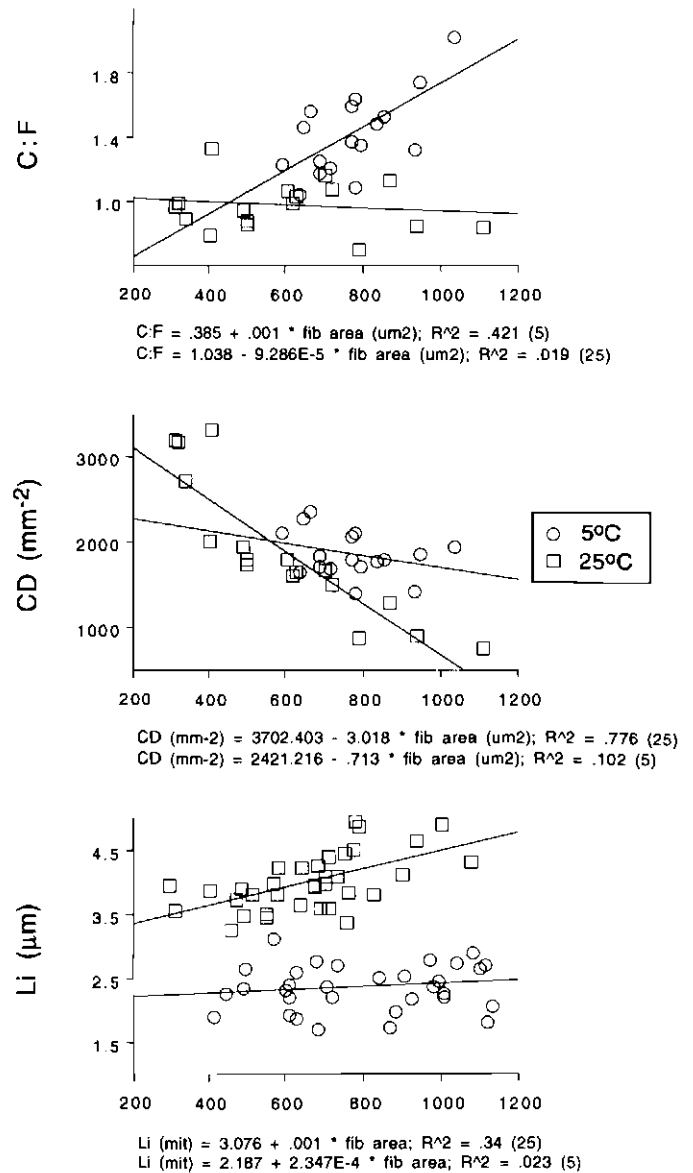 C:F
1.8
1.4
1.0
200 400 600 800 1000 1200
C:F = .385 + .001 * fib area (um2); R^2 = .421 (5)
C:F = 1.038 - 9.286E-5 * fib area (um2); R^2 = .019 (25)
CD (mm-2)
3000
2000
1000
200 400 600 800 1000 1200
5ºC
25ºC
CD (mm-2) = 3702.403 - 3.018 * fib area (um2); R^2 = .776 (25)
CD (mm-2) = 2421.216 - .713 * fib area (um2); R^2 = .102 (5)
Li (μm)
4.5
3.5
2.5
1.5
200 400 600 800 1000 1200
Li (mit) = 3.076 + .001 * fib area; R^2 = .34 (25)
Li (mit) = 2.187 + 2.347E-4 * fib area; R^2 = .023 (5)